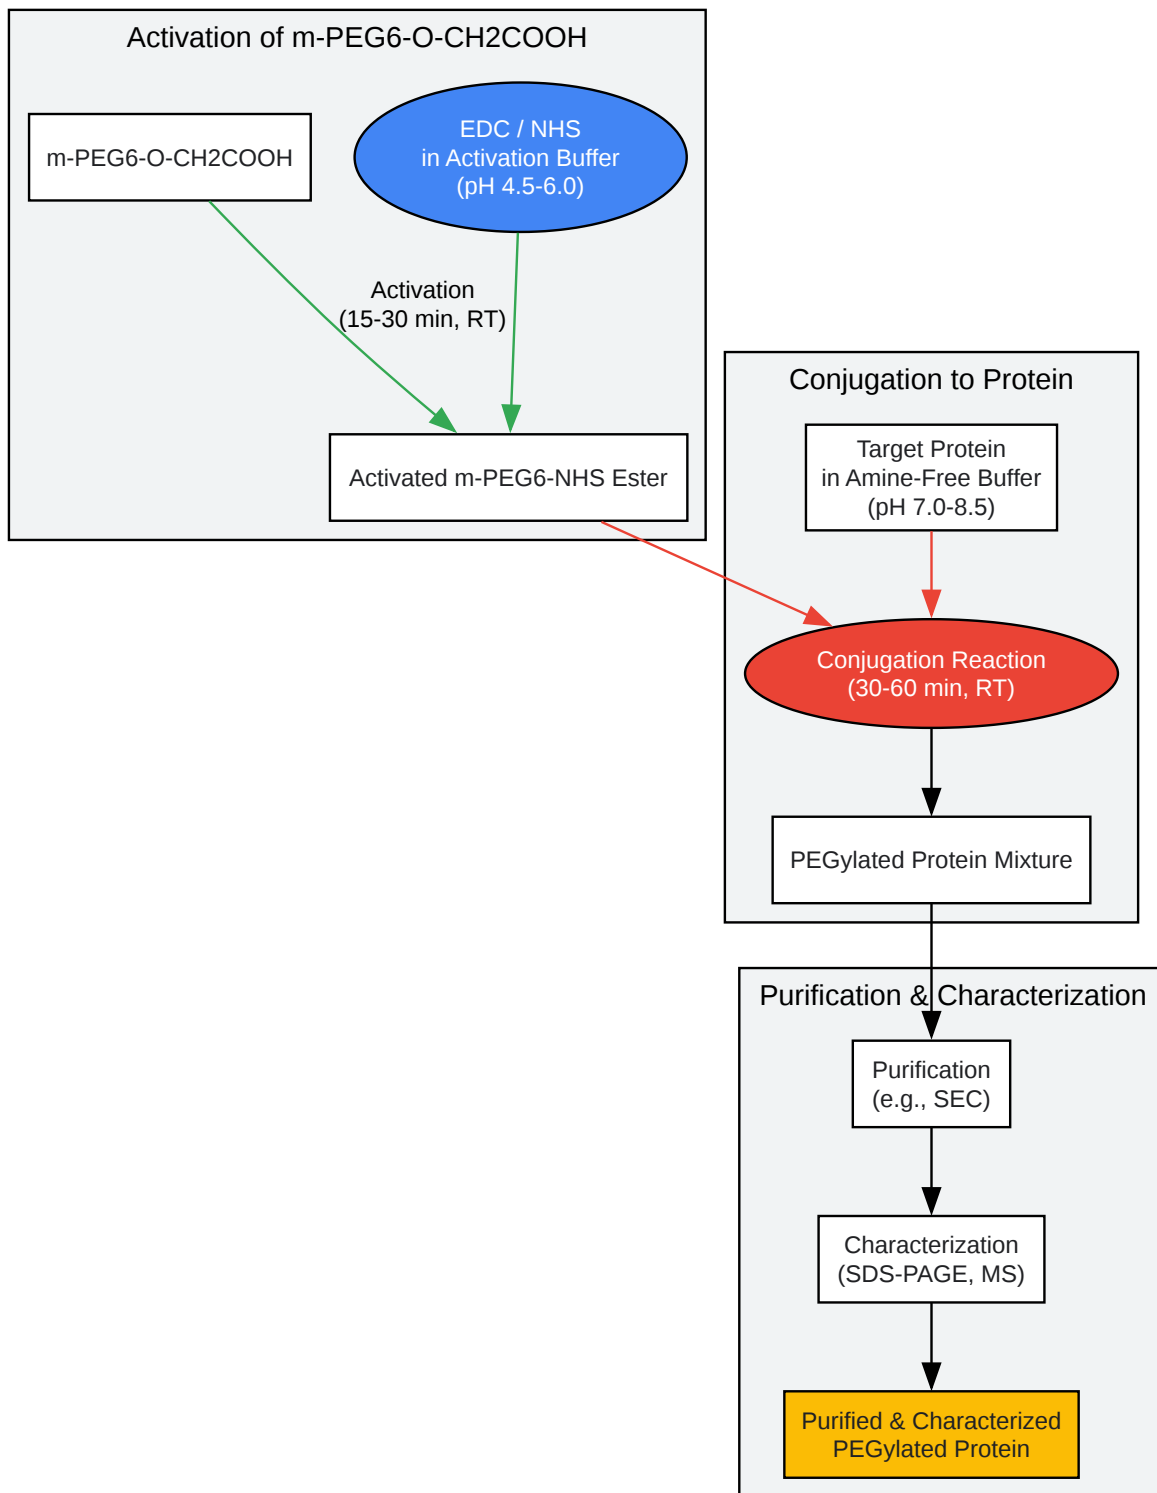 Activation of m-PEG6-O-CH2COOH
m-PEG6-O-CH2COOH
EDC / NHS
in Activation Buffer
(pH 4.5-6.0)
Activation
(15-30 min, RT)
Activated m-PEG6-NHS Ester
Conjugation to Protein
Target Protein
in Amine-Free Buffer
(pH 7.0-8.5)
Conjugation Reaction
(30-60 min, RT)
PEGylated Protein Mixture
Purification & Characterization
Purification
(e.g., SEC)
Characterization
(SDS-PAGE, MS)
Purified & Characterized
PEGylated Protein